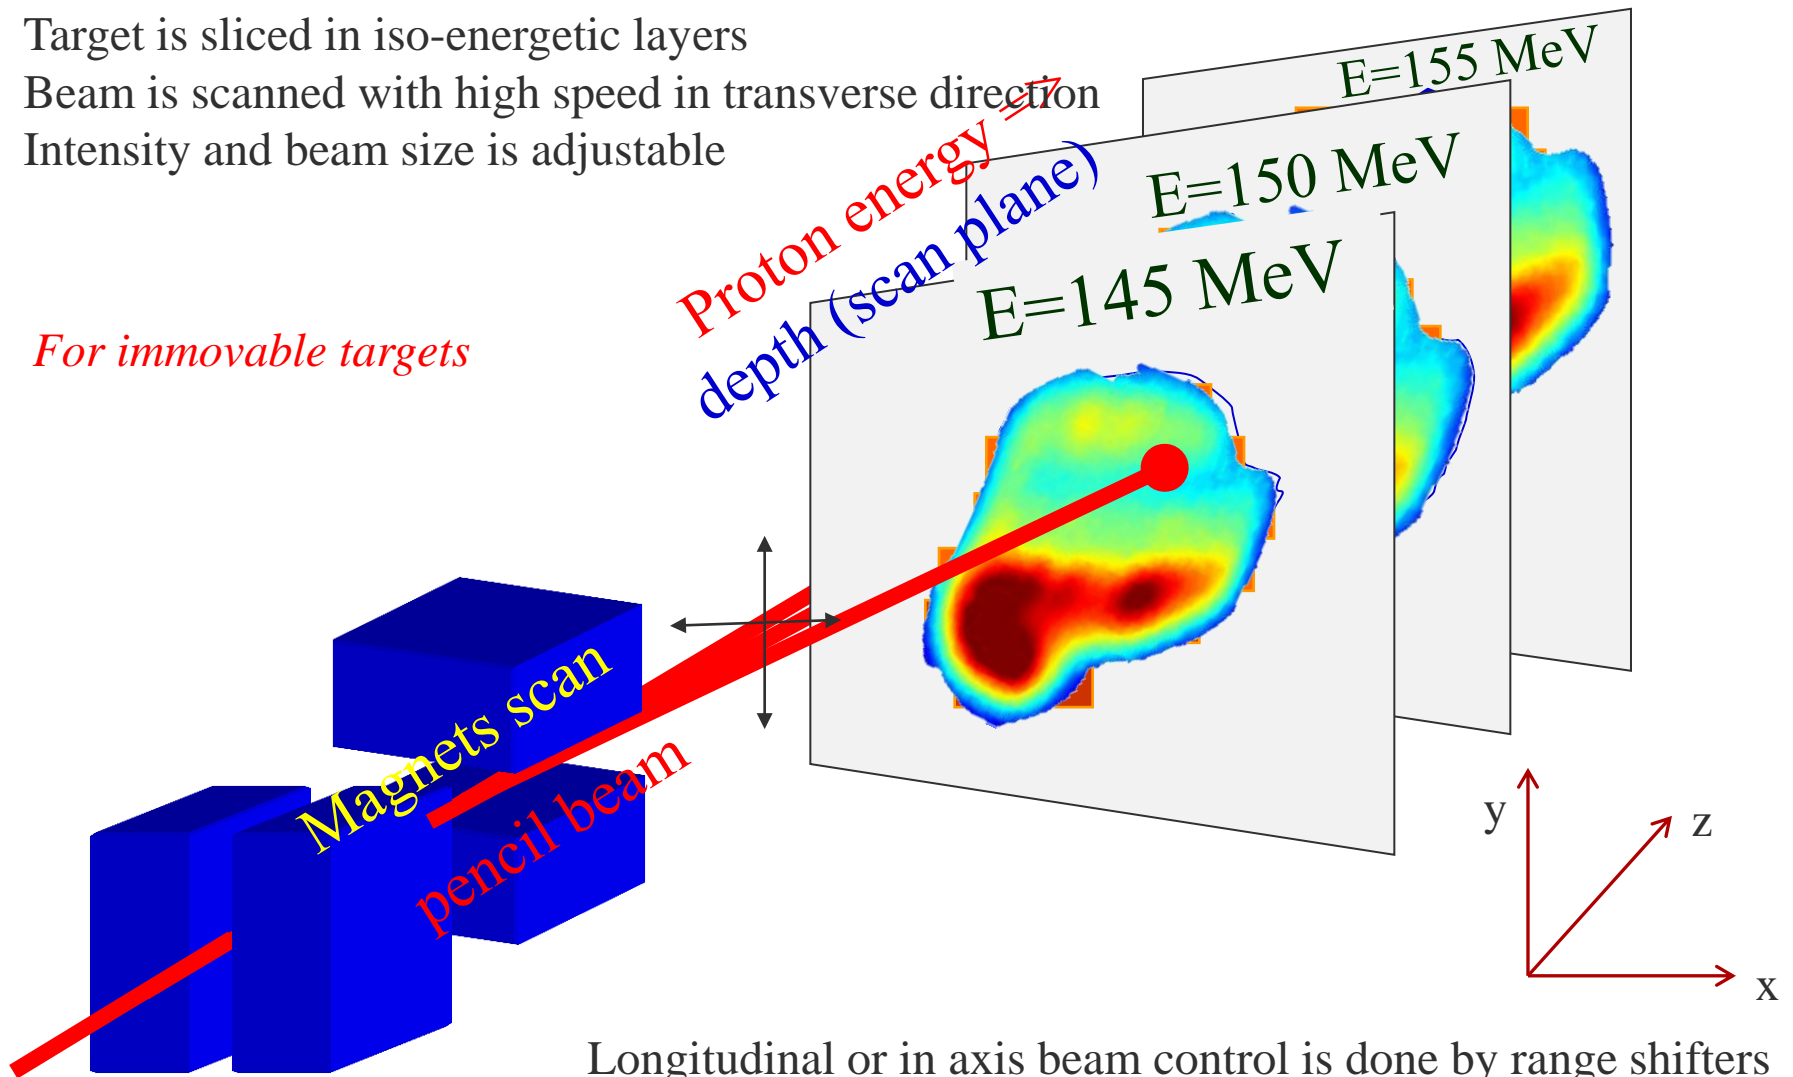 Target is sliced in iso-energetic layers
Beam is scanned with high speed in transverse direction
Intensity and beam size is adjustable
For immovable targets
Proton energy =>
depth (scan plane)
E=155 MeV
E=150 MeV
E=145 MeV
Magnets scan
pencil beam
y
z
x
Longitudinal or in axis beam control is done by range shifters